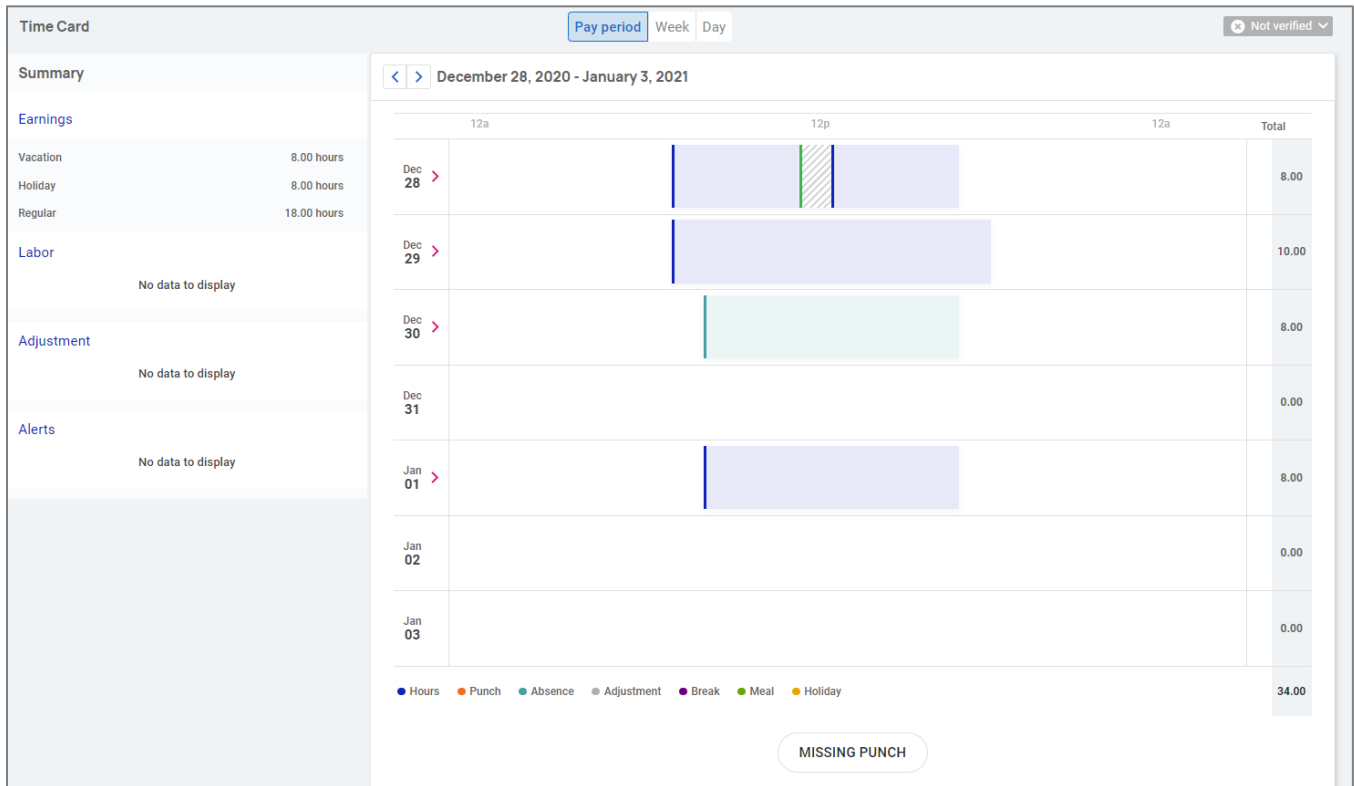 Time Card
Pay period Week Day
Not verified
Summary
December 28, 2020 - January 3, 2021
Earnings
Vacation 8.00 hours
Holiday 8.00 hours
Regular 18.00 hours
Labor
No data to display
Adjustment
No data to display
Alerts
No data to display
12a 12p 12a Total
Dec
28 8.00
Dec
29 10.00
Dec
30 8.00
Dec
31 0.00
Jan
01 8.00
Jan
02 0.00
Jan
03 0.00
Hours Punch Absence Adjustment Break Meal Holiday 34.00
MISSING PUNCH